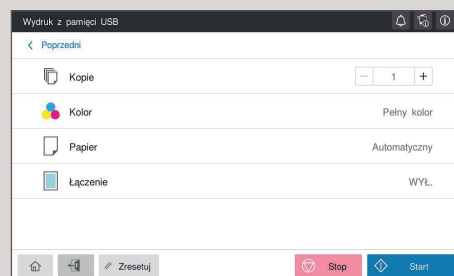 Wydruk z pamięci USB
Poprzedni
Kopie
1
Kolor
Pełny kolor
Papier
Automatyczny
Łączenie
WYŁ.
Zresetuj
Stop
Start